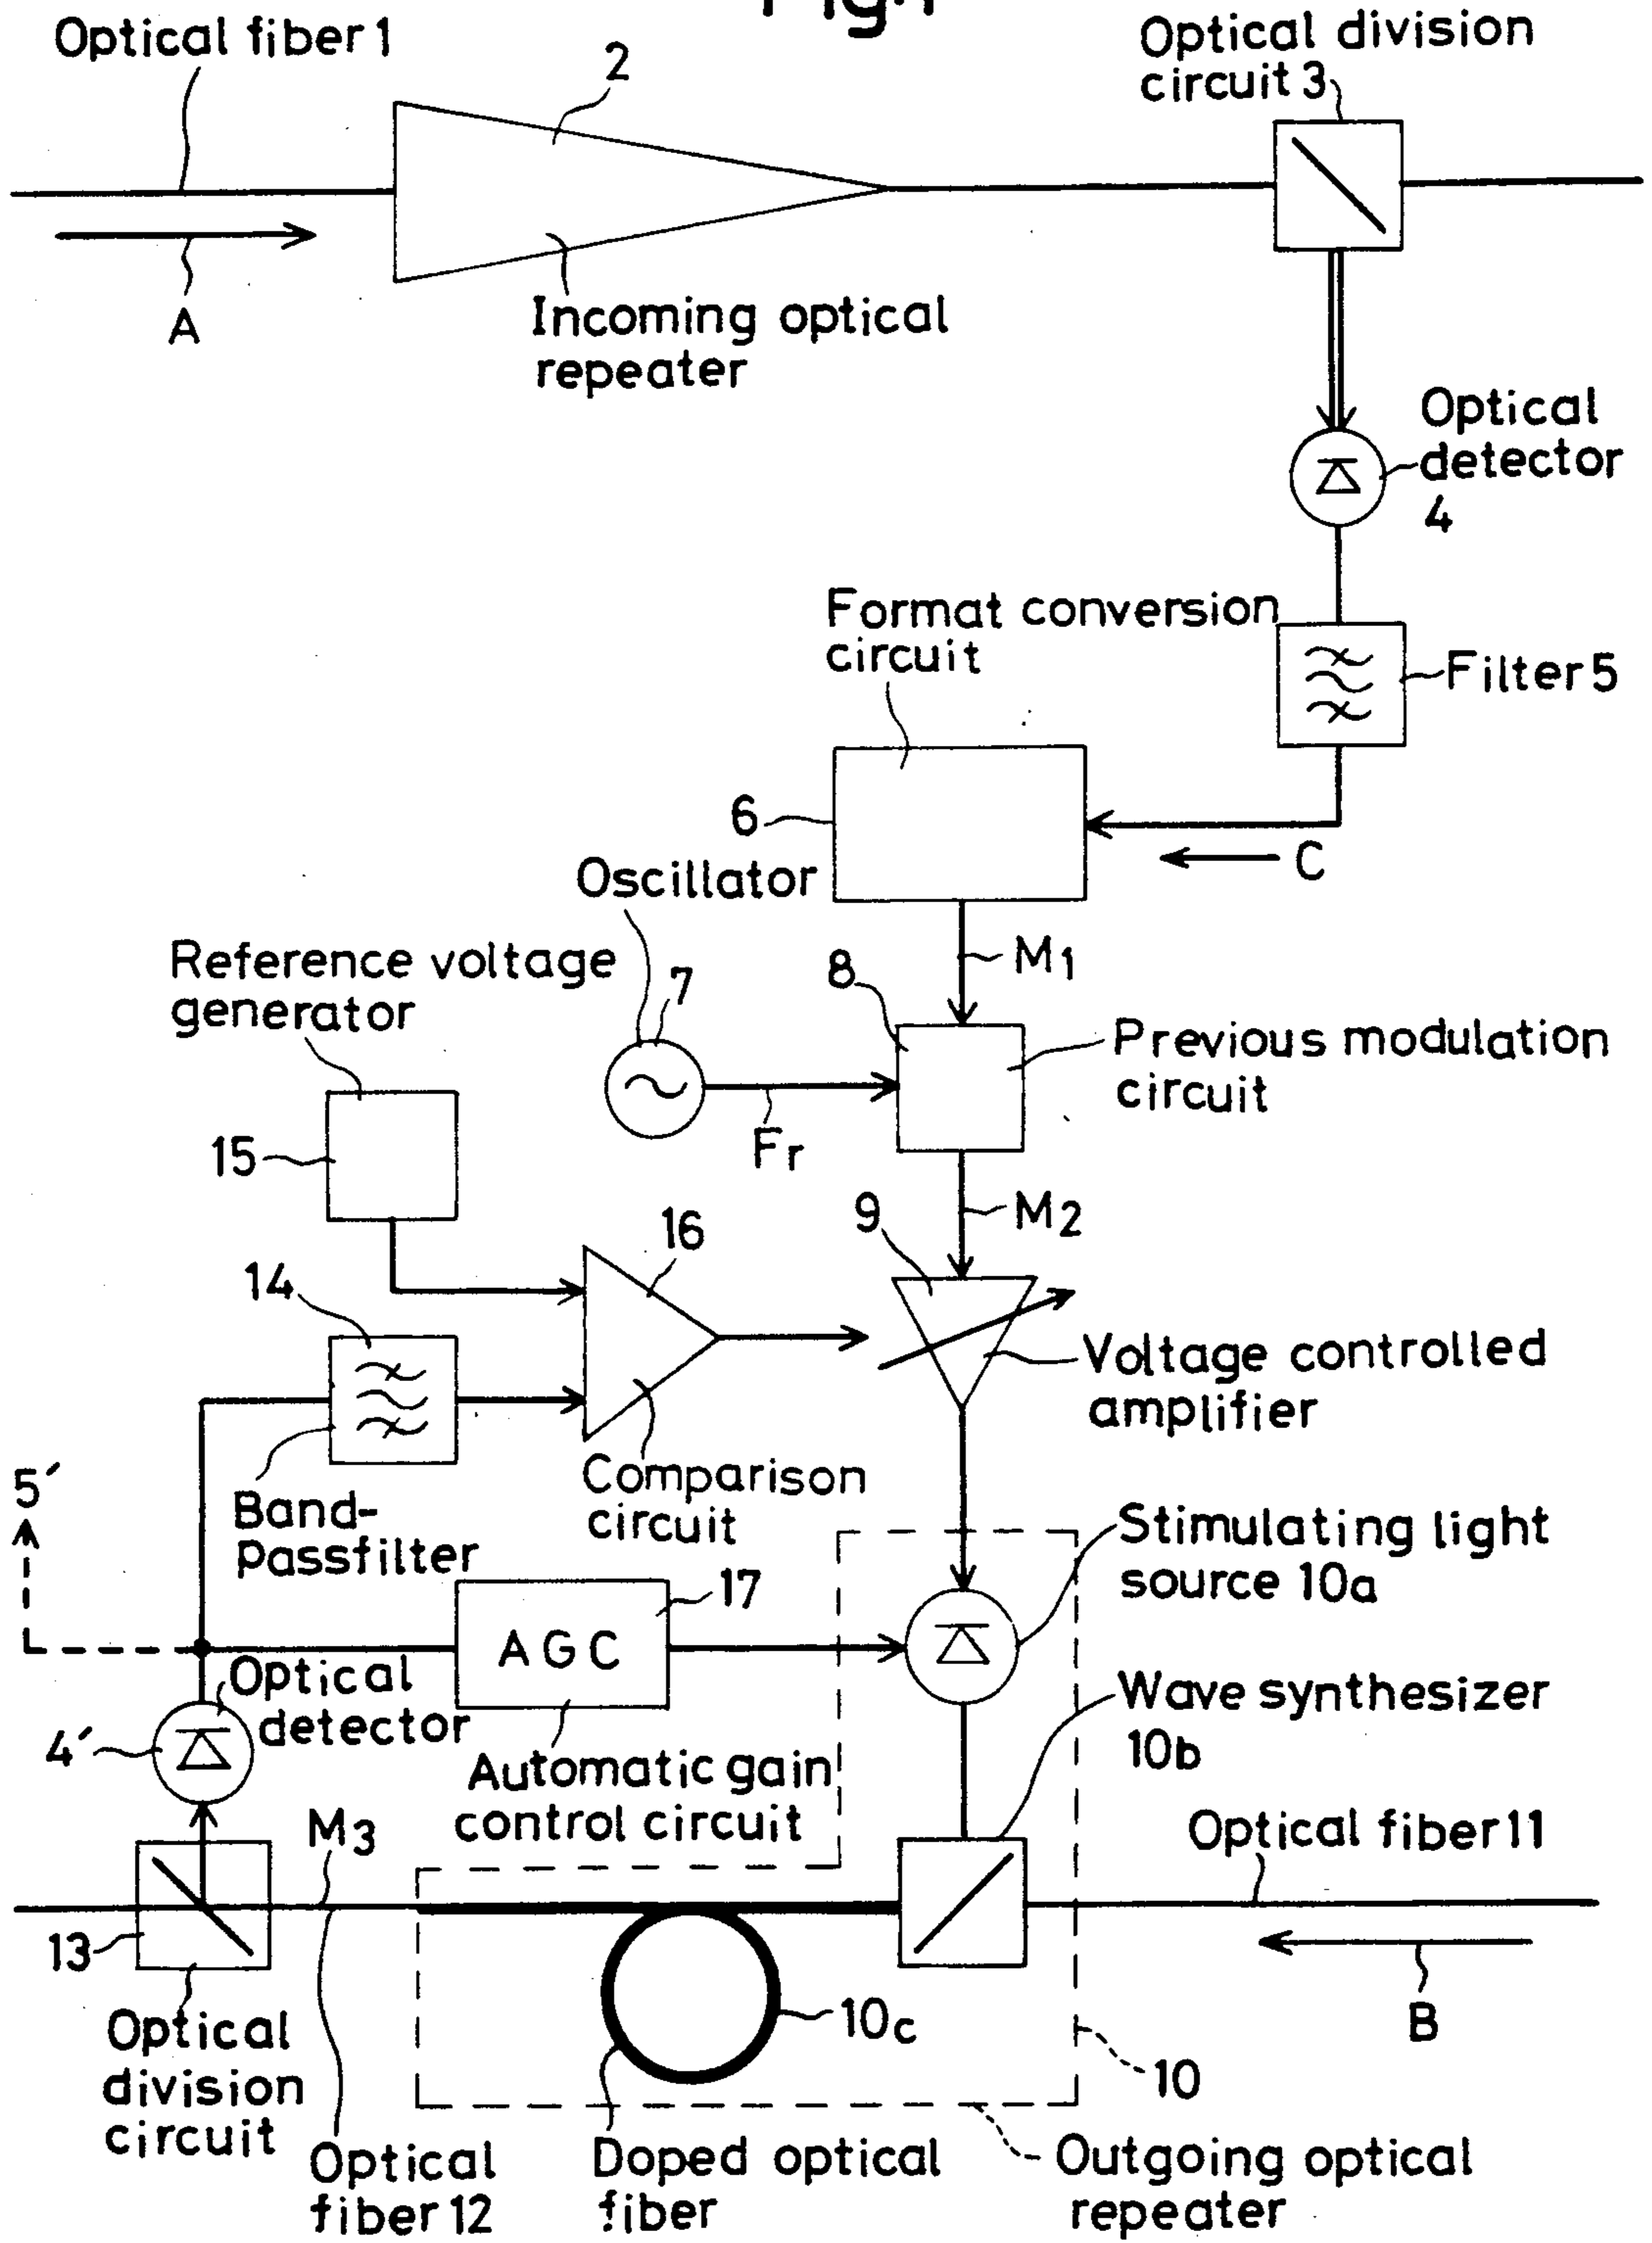 Fig.1
Optical fiber 1
2
Optical division
circuit 3
A
Incoming optical
repeater
Optical
detector
4
Format conversion
circuit
Filter 5
6
C
Oscillator
M1
Reference voltage
generator
7
8
Previous modulation
circuit
15
Fr
M2
9
16
14
Voltage controlled
amplifier
5′
Comparison
circuit
Band-
passfilter
Stimulating light
source 10a
17
AGC
Optical
detector
4′
Wave synthesizer
10b
Automatic gain
control circuit
M3
Optical fiber 11
13
B
10c
10
Optical
division
circuit
Optical
fiber 12
Doped optical
fiber
Outgoing optical
repeater